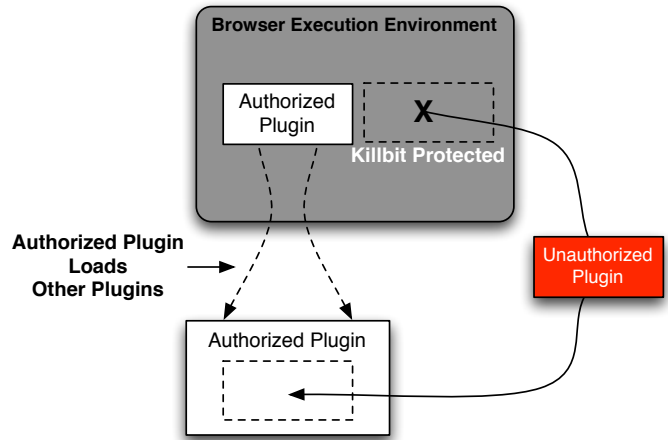 Browser Execution Environment
Authorized
Plugin
X
Killbit Protected
Authorized Plugin
Loads
Other Plugins
Unauthorized
Plugin
Authorized Plugin